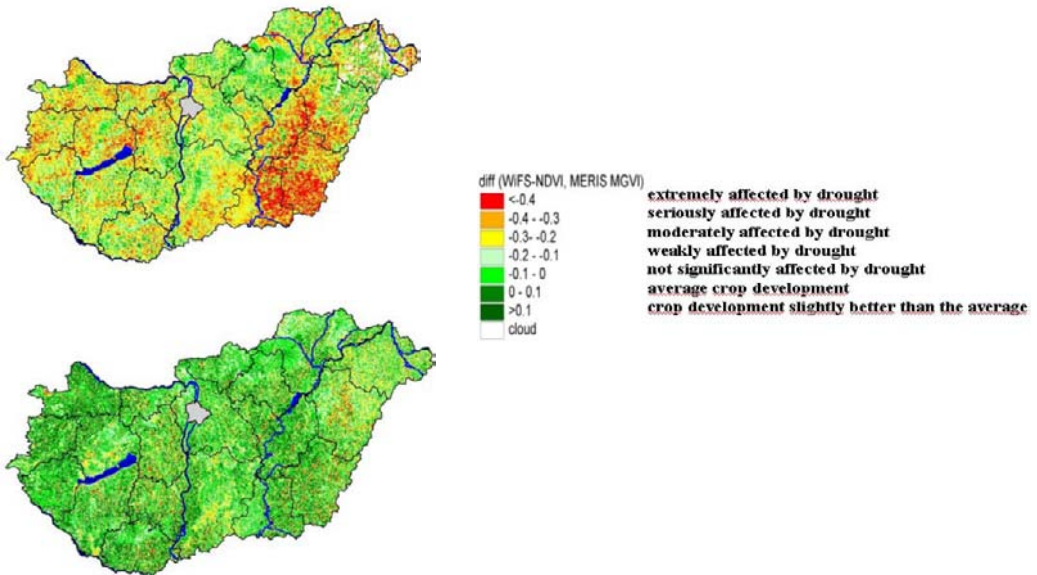 diff (WiFS-NDVI, MERIS MGVI)
<-0.4 extremely affected by drought
-0.4 - -0.3 seriously affected by drought
-0.3- -0.2 moderately affected by drought
-0.2 - -0.1 weakly affected by drought
-0.1 - 0 not significantly affected by drought
0 - 0.1 average crop development
>0.1 crop development slightly better than the average
cloud